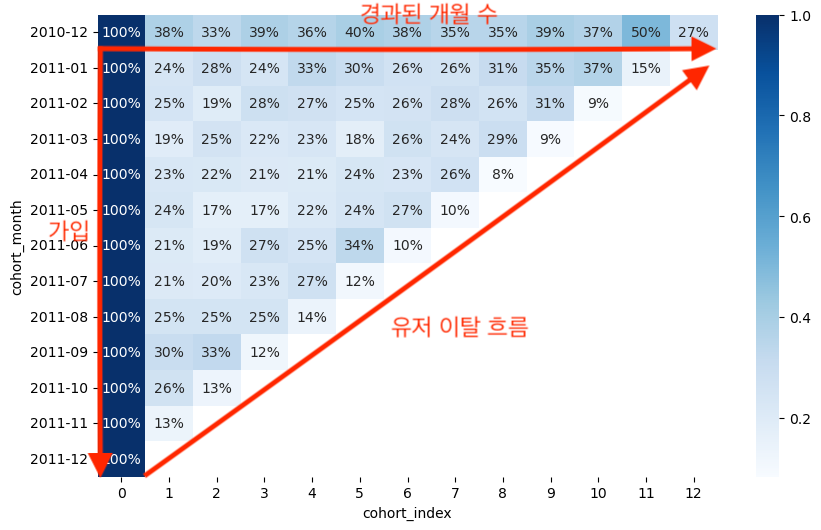 경과된 개월 수
2010-12 100% 38% 33% 39% 36% 40% 38% 35% 35% 39% 37% 50% 27% 1.0
2011-01 100% 24% 28% 24% 33% 30% 26% 26% 31% 35% 37% 15%
2011-02 100% 25% 19% 28% 27% 25% 26% 28% 26% 31% 9%
0.8
2011-03 100% 19% 25% 22% 23% 18% 26% 24% 29% 9%
2011-04 100% 23% 22% 21% 21% 24% 23% 26% 8%
2011-05 100% 24% 17% 17% 22% 24% 27% 10%
0.6
가입
cohort_month
2011-06 100% 21% 19% 27% 25% 34% 10%
2011-07 100% 21% 20% 23% 27% 12%
2011-08 100% 25% 25% 25% 14%
0.4
유저 이탈 흐름
2011-09 100% 30% 33% 12%
2011-10 100% 26% 13%
2011-11 100% 13%
0.2
2011-12 100%
0 1 2 3 4 5 6 7 8 9 10 11 12
cohort_index